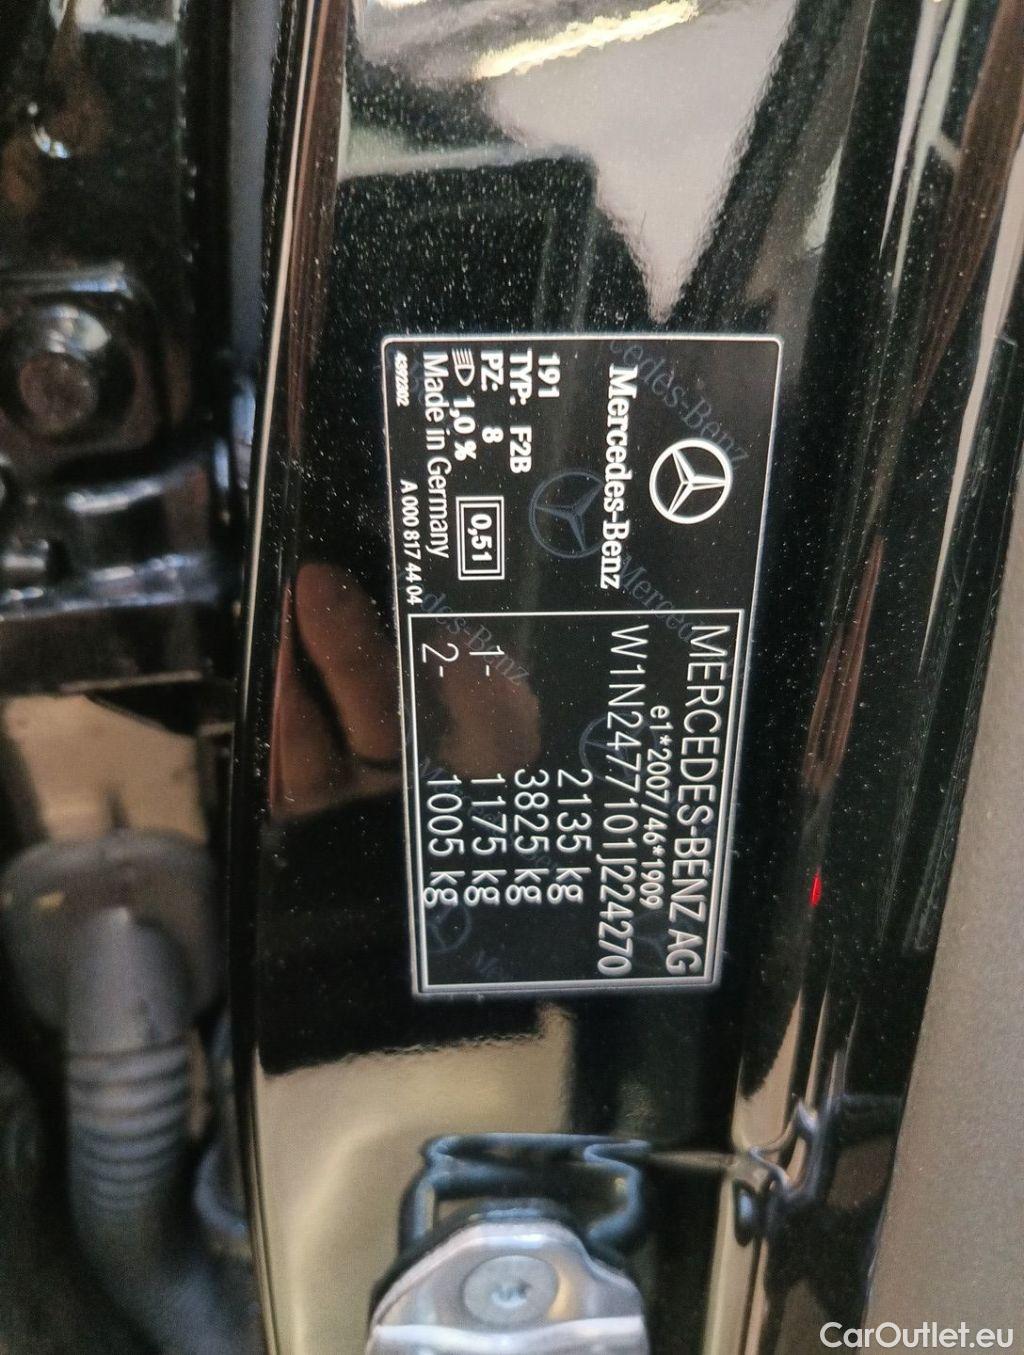 Mercedes-Benz
191
TYP: F2B
PZ: 8
1,0 %
0,51
Made in Germany
4597202
A 000 817 44 04
MERCEDES-BENZ AG
e1*2007/46*1909
W1N2477101J224270
2135 kg
3825 kg
1- 1175 kg
2- 1005 kg
CarOutlet.eu